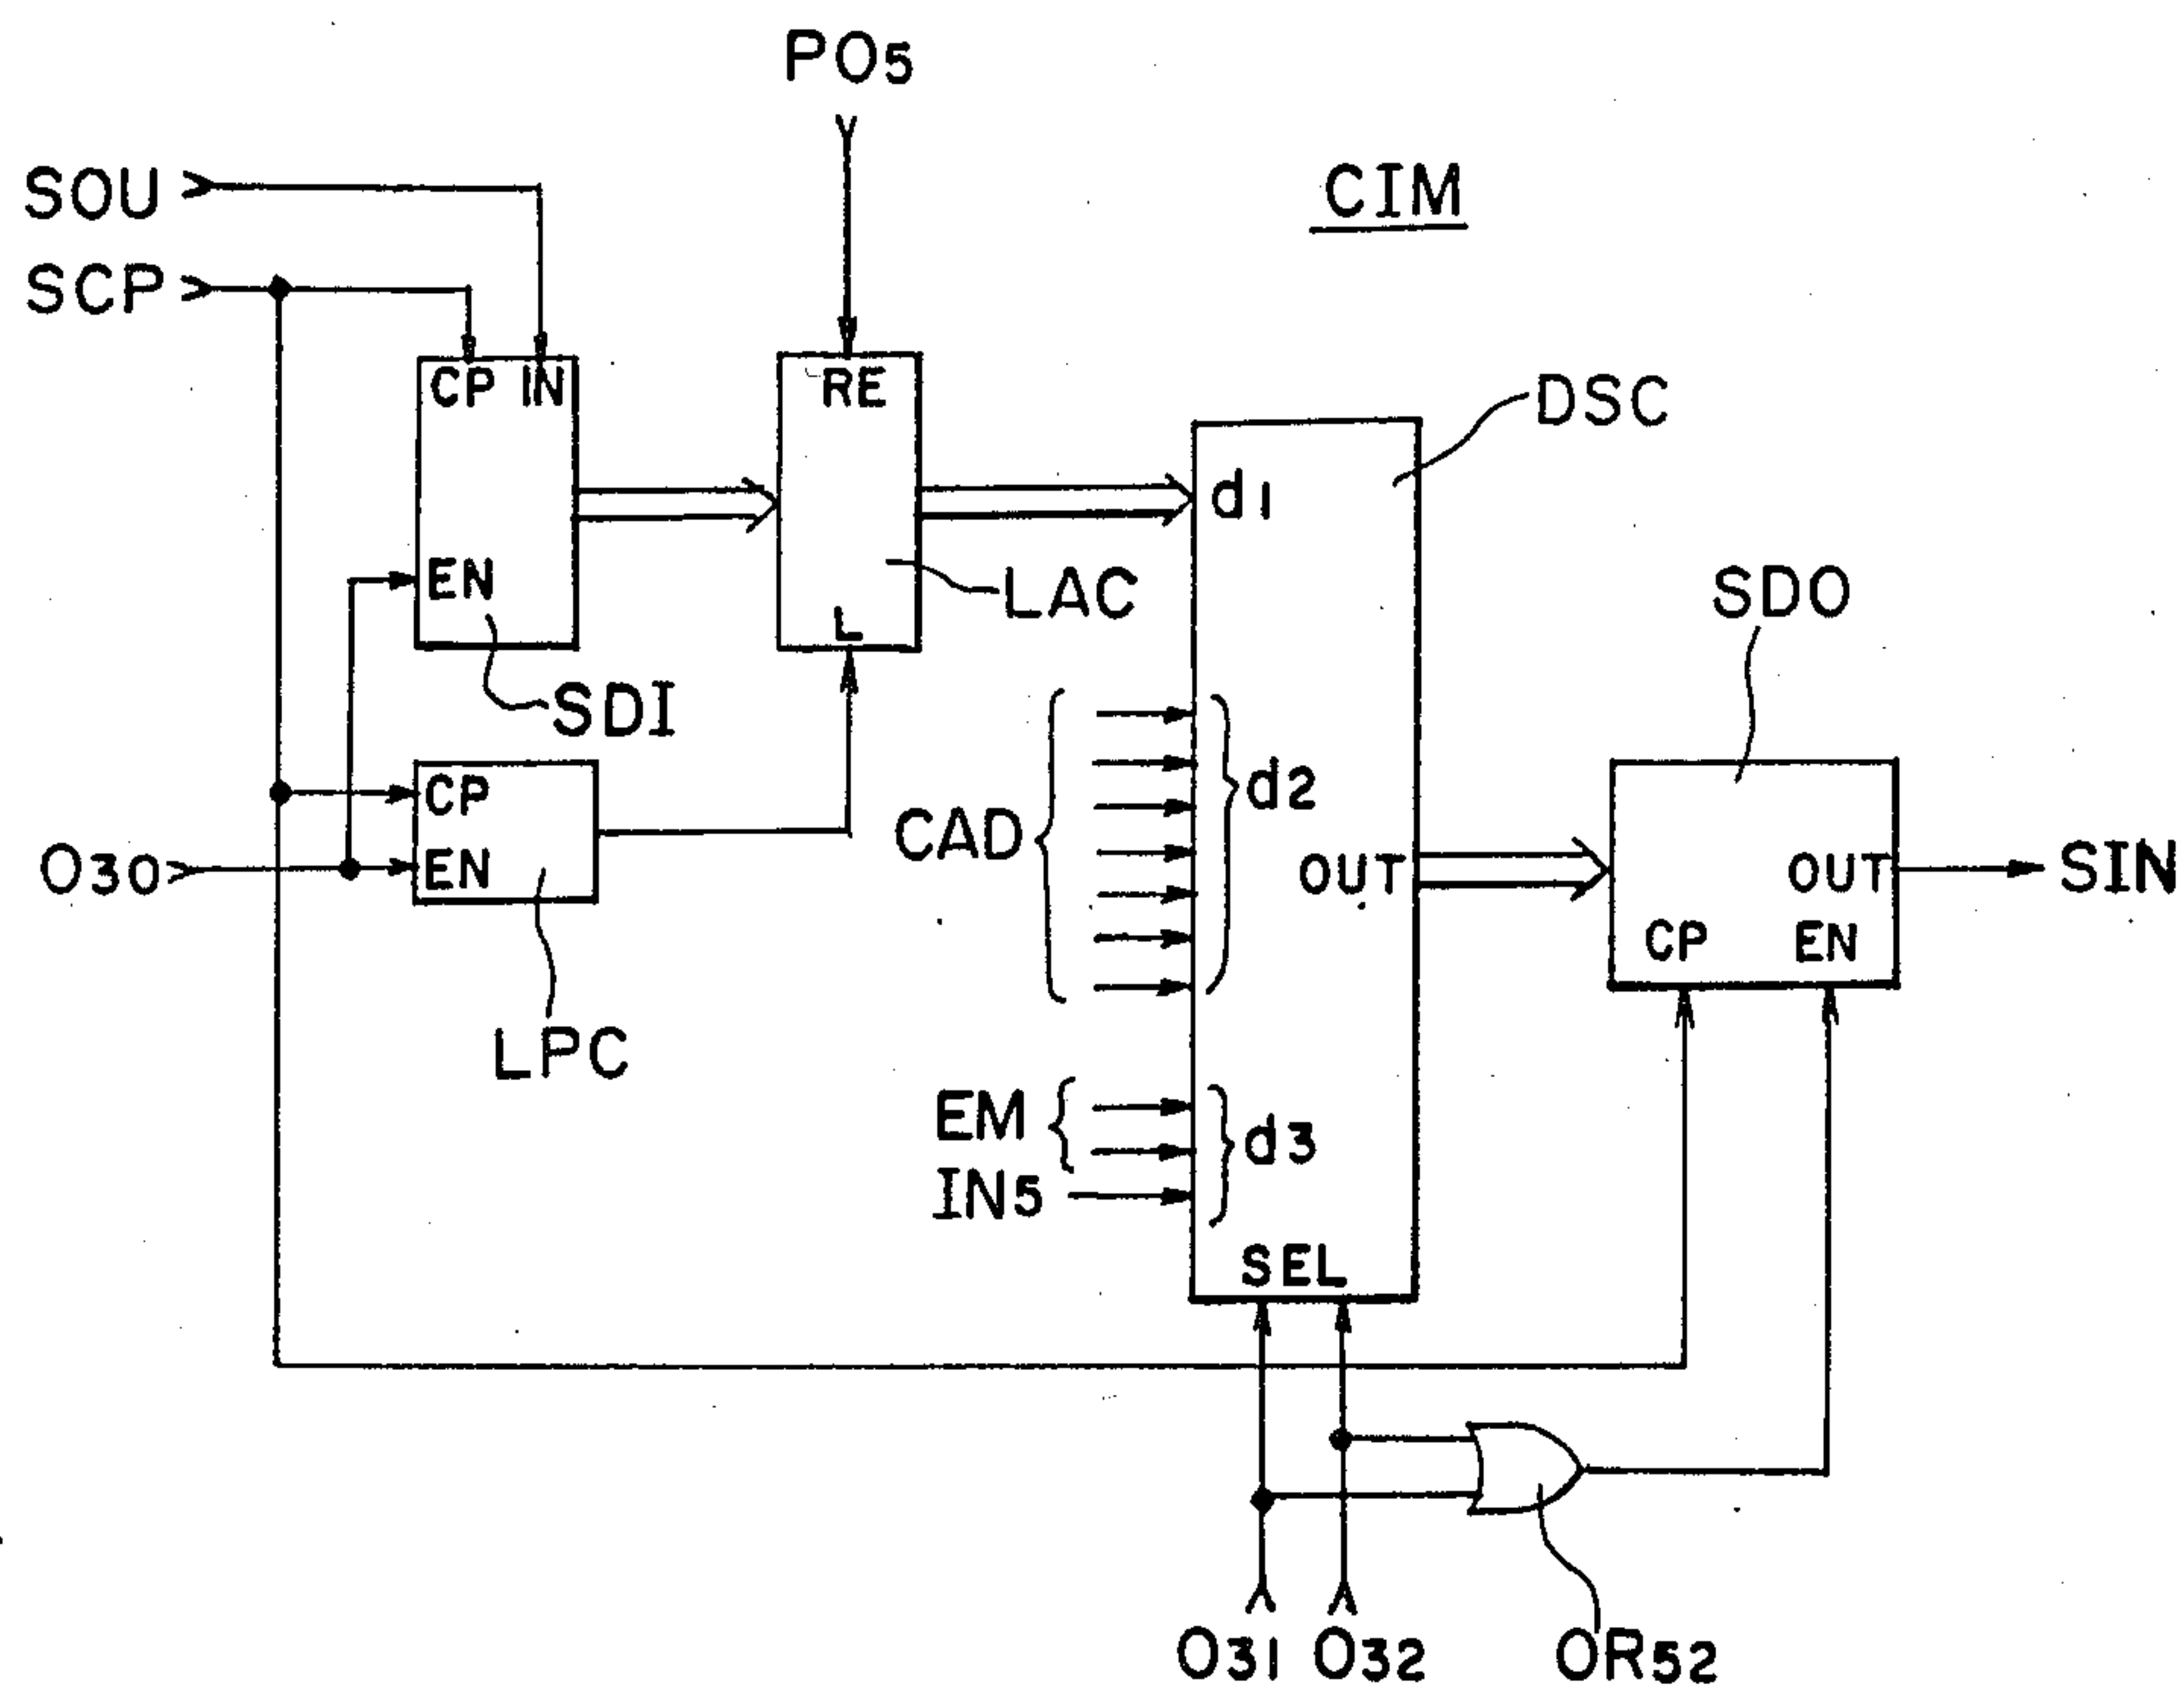 PO5
SOU
CIM
SCP
CP IN
RE
DSC
d1
EN
LAC
L
SDO
SDI
CP
d2
CAD
O30
EN
OUT
OUT
SIN
CP
EN
LPC
EM
d3
IN5
SEL
O31
O32
OR52